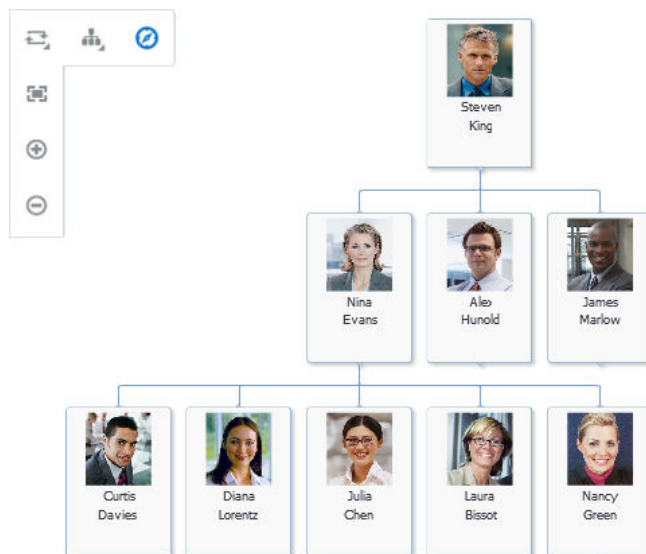 Steven
King
Nina
Evans
Alex
Hunold
James
Marlow
Curtis
Davies
Diana
Lorentz
Julia
Chen
Laura
Bissot
Nancy
Green